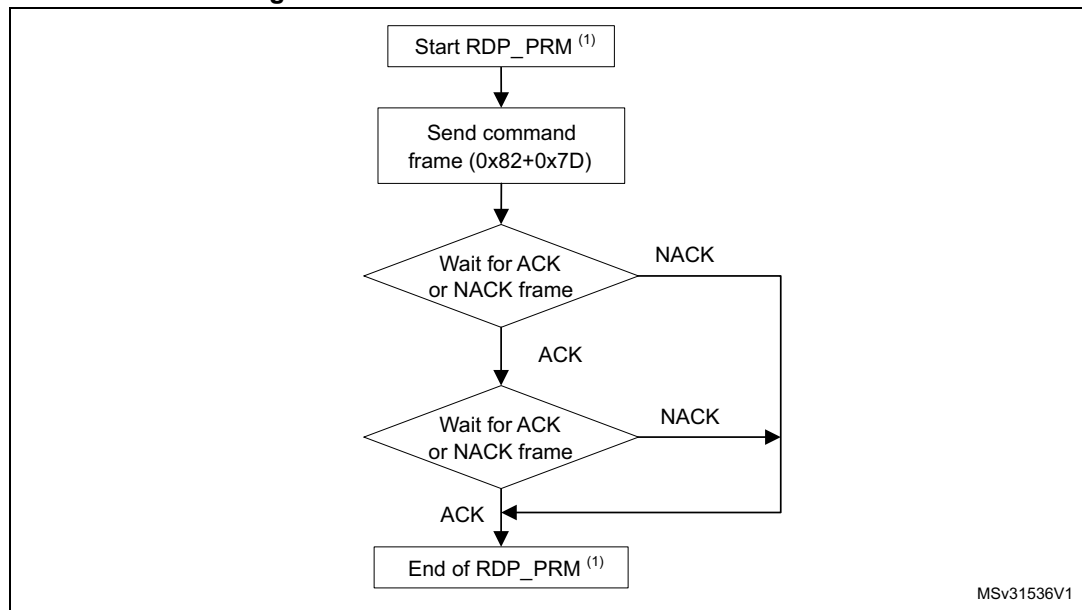 Start RDP_PRM (1)
Send command
frame (0x82+0x7D)
Wait for ACK
or NACK frame
NACK
ACK
Wait for ACK
or NACK frame
NACK
ACK
End of RDP_PRM (1)
MSv31536V1